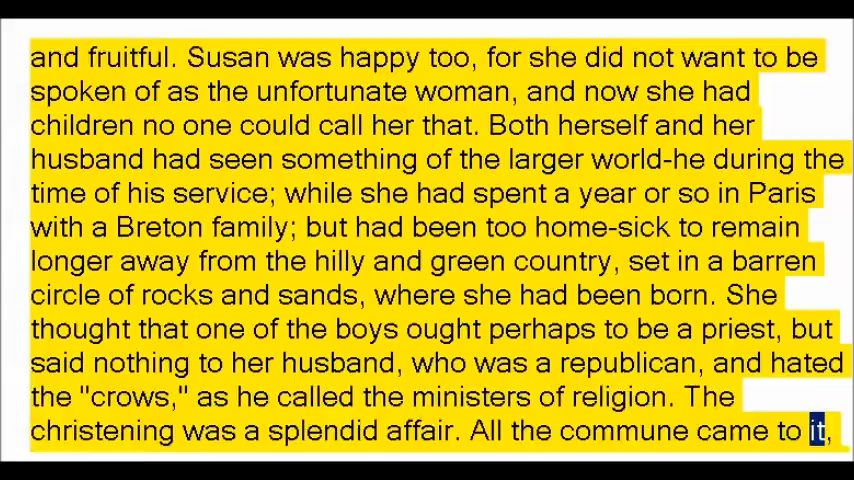 and fruitful. Susan was happy too, for she did not want to be
spoken of as the unfortunate woman, and now she had
children no one could call her that. Both herself and her
husband had seen something of the larger world-he during the
time of his service; while she had spent a year or so in Paris
with a Breton family; but had been too home-sick to remain
longer away from the hilly and green country, set in a barren
circle of rocks and sands, where she had been born. She
thought that one of the boys ought perhaps to be a priest, but
said nothing to her husband, who was a republican, and hated
the "crows," as he called the ministers of religion. The
christening was a splendid affair. All the commune came to it,